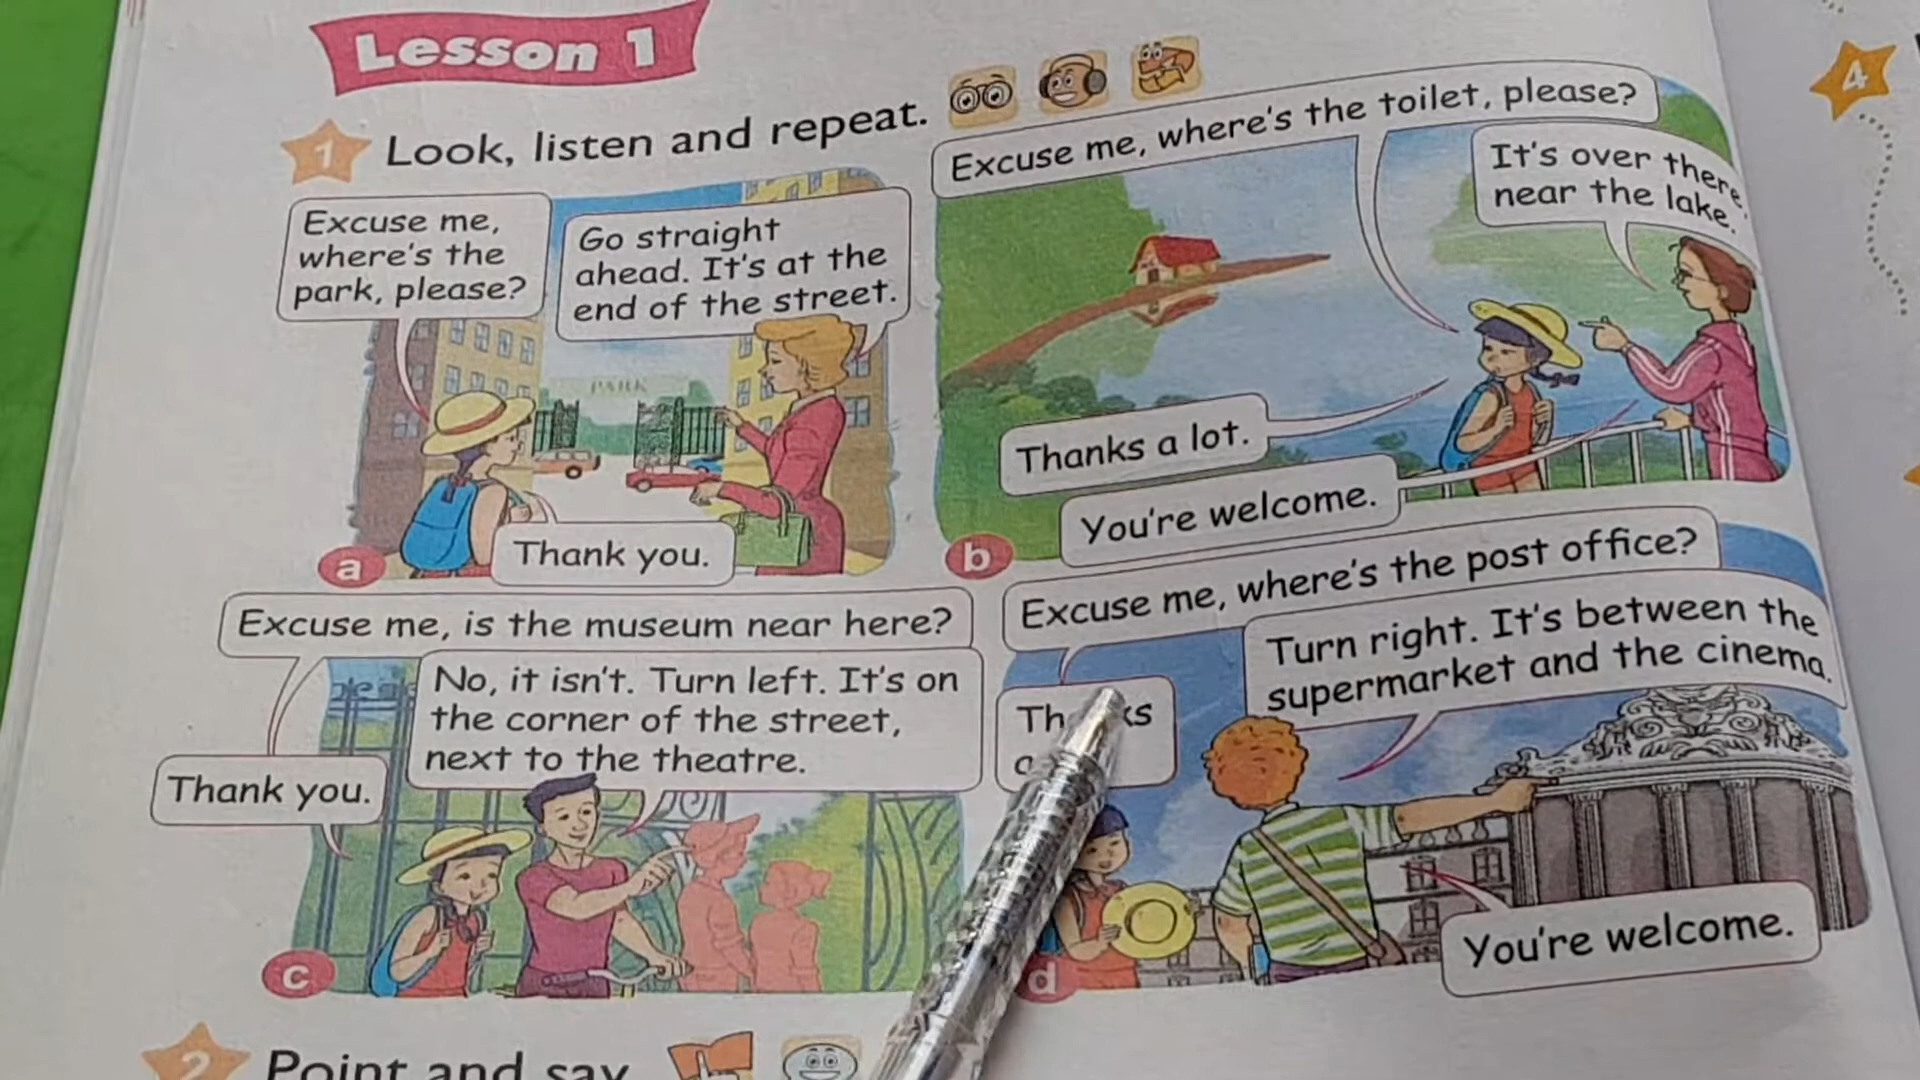 Lesson 1
1 Look, listen and repeat.
Excuse me,
where's the
park, please?
Go straight
ahead. It's at the
end of the street.
PARK
Thank you.
a
Excuse me, where's the toilet, please?
It's over there,
near the lake.
Thanks a lot.
You're welcome.
b
Excuse me, is the museum near here?
No, it isn't. Turn left. It's on
the corner of the street,
next to the theatre.
Thank you.
c
Excuse me, where's the post office?
Turn right. It's between the
supermarket and the cinema.
You're welcome.
d
2 Point and say
4